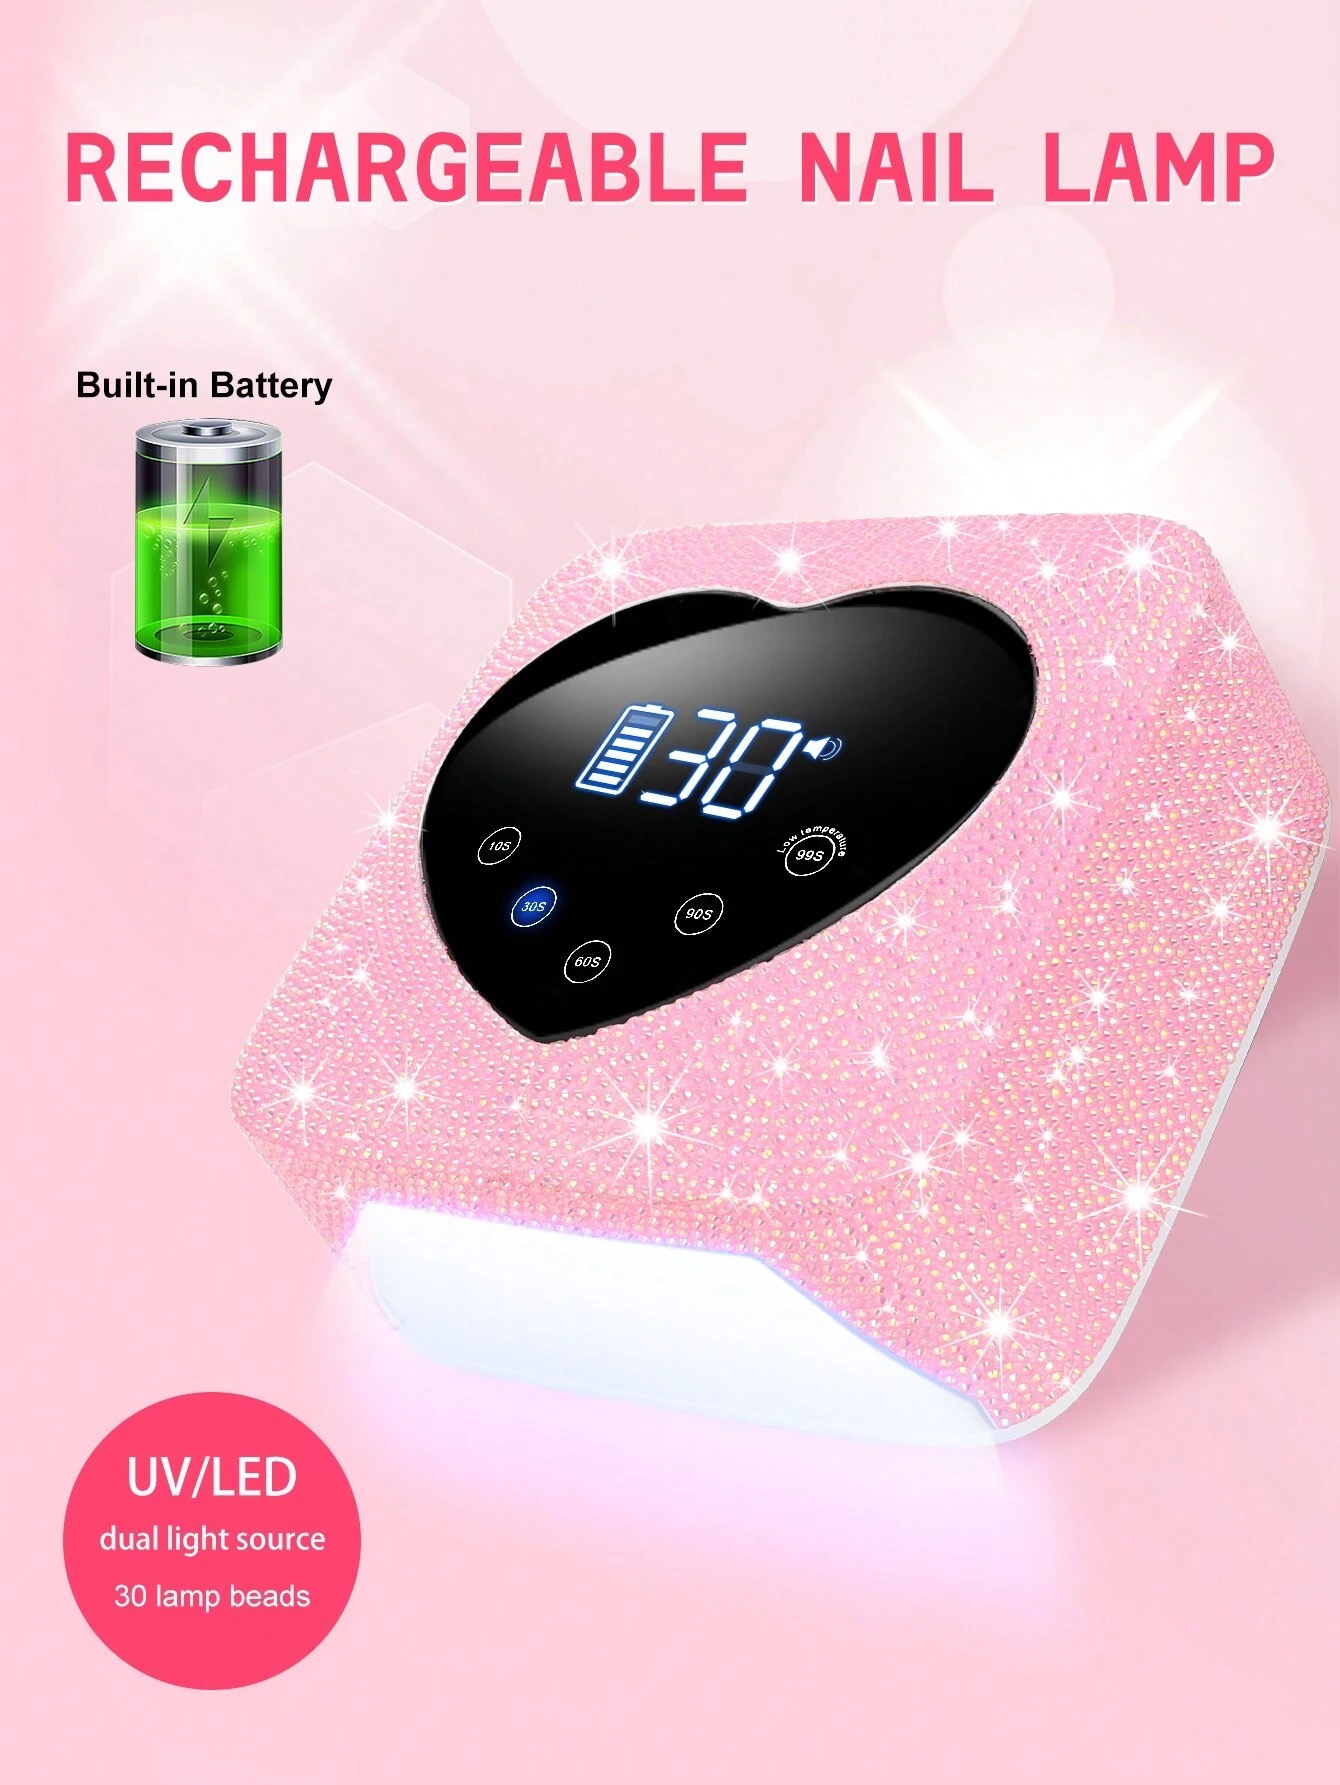 RECHARGEABLE NAIL LAMP
Built-in Battery
30
10S
30S
60S
90S
Low temperature
99S
UV/LED
dual light source
30 lamp beads